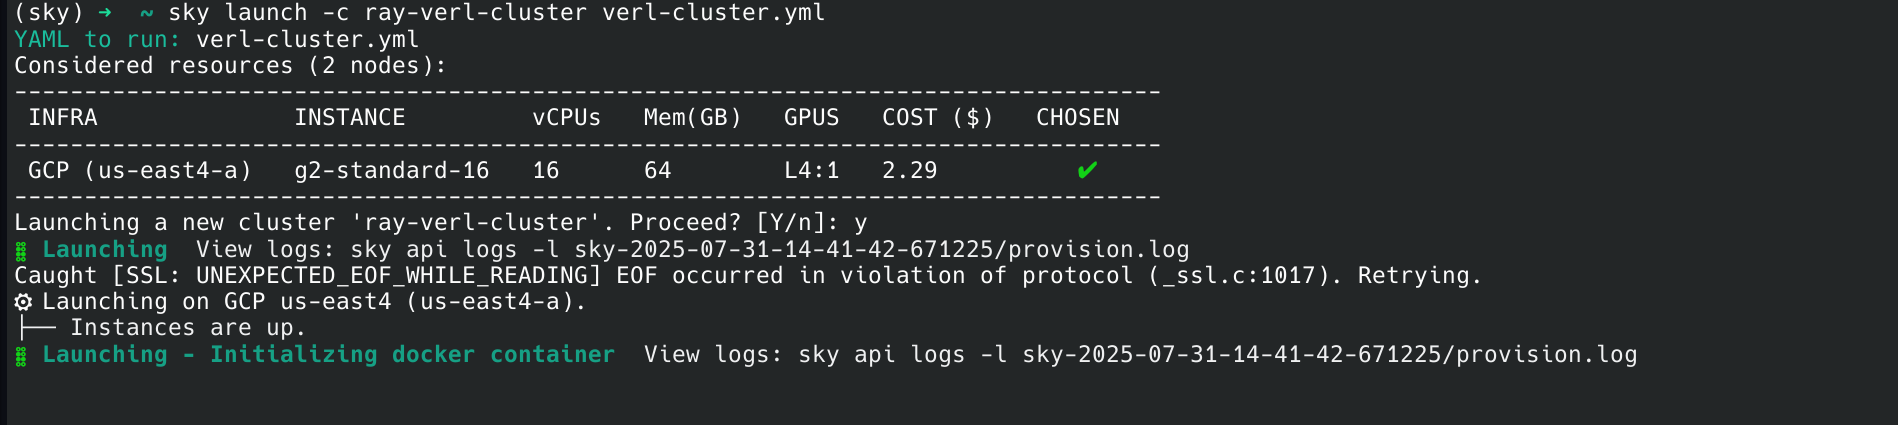 (sky) ➜  ~ sky launch -c ray-verl-cluster verl-cluster.yml
YAML to run: verl-cluster.yml
Considered resources (2 nodes):
----------------------------------------------------------------------------------
 INFRA              INSTANCE         vCPUs   Mem(GB)   GPUS   COST ($)   CHOSEN
----------------------------------------------------------------------------------
 GCP (us-east4-a)   g2-standard-16   16      64        L4:1   2.29          ✔
----------------------------------------------------------------------------------
Launching a new cluster 'ray-verl-cluster'. Proceed? [Y/n]: y
⣿ Launching  View logs: sky api logs -l sky-2025-07-31-14-41-42-671225/provision.log
Caught [SSL: UNEXPECTED_EOF_WHILE_READING] EOF occurred in violation of protocol (_ssl.c:1017). Retrying.
⚙ Launching on GCP us-east4 (us-east4-a).
├── Instances are up.
⣿ Launching - Initializing docker container  View logs: sky api logs -l sky-2025-07-31-14-41-42-671225/provision.log